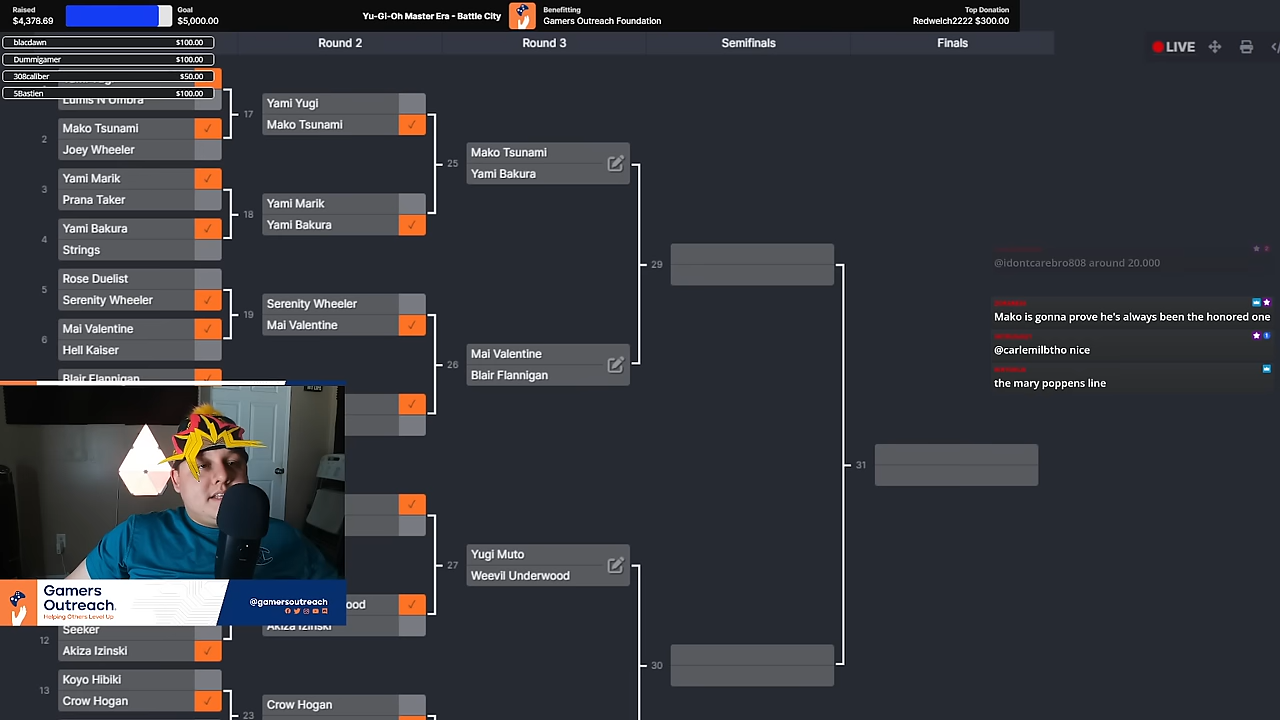 Raised
$4,378.69
Goal
$5,000.00
Yu-Gi-Oh Master Era - Battle City
Benefitting
Gamers Outreach Foundation
Top Donation
Redwelch2222 $300.00
blacdawn $100.00
Dummigamer $100.00
308caliber $50.00
5Bastien $100.00
Round 2
Round 3
Semifinals
Finals
LIVE
Lumis N Umbra
2
Mako Tsunami
Joey Wheeler
3
Yami Marik
Prana Taker
4
Yami Bakura
Strings
5
Rose Duelist
Serenity Wheeler
6
Mai Valentine
Hell Kaiser
Blair Flannigan
12
Seeker
Akiza Izinski
13
Koyo Hibiki
Crow Hogan
17
Yami Yugi
Mako Tsunami
18
Yami Marik
Yami Bakura
19
Serenity Wheeler
Mai Valentine
ood
Akiza Izinski
23
Crow Hogan
25
Mako Tsunami
Yami Bakura
26
Mai Valentine
Blair Flannigan
27
Yugi Muto
Weevil Underwood
29
30
31
@idontcarebro808 around 20.000
Mako is gonna prove he's always been the honored one
@carlemilbtho nice
the mary poppens line
Gamers
Outreach.
Helping Others Level Up
@gamersoutreach